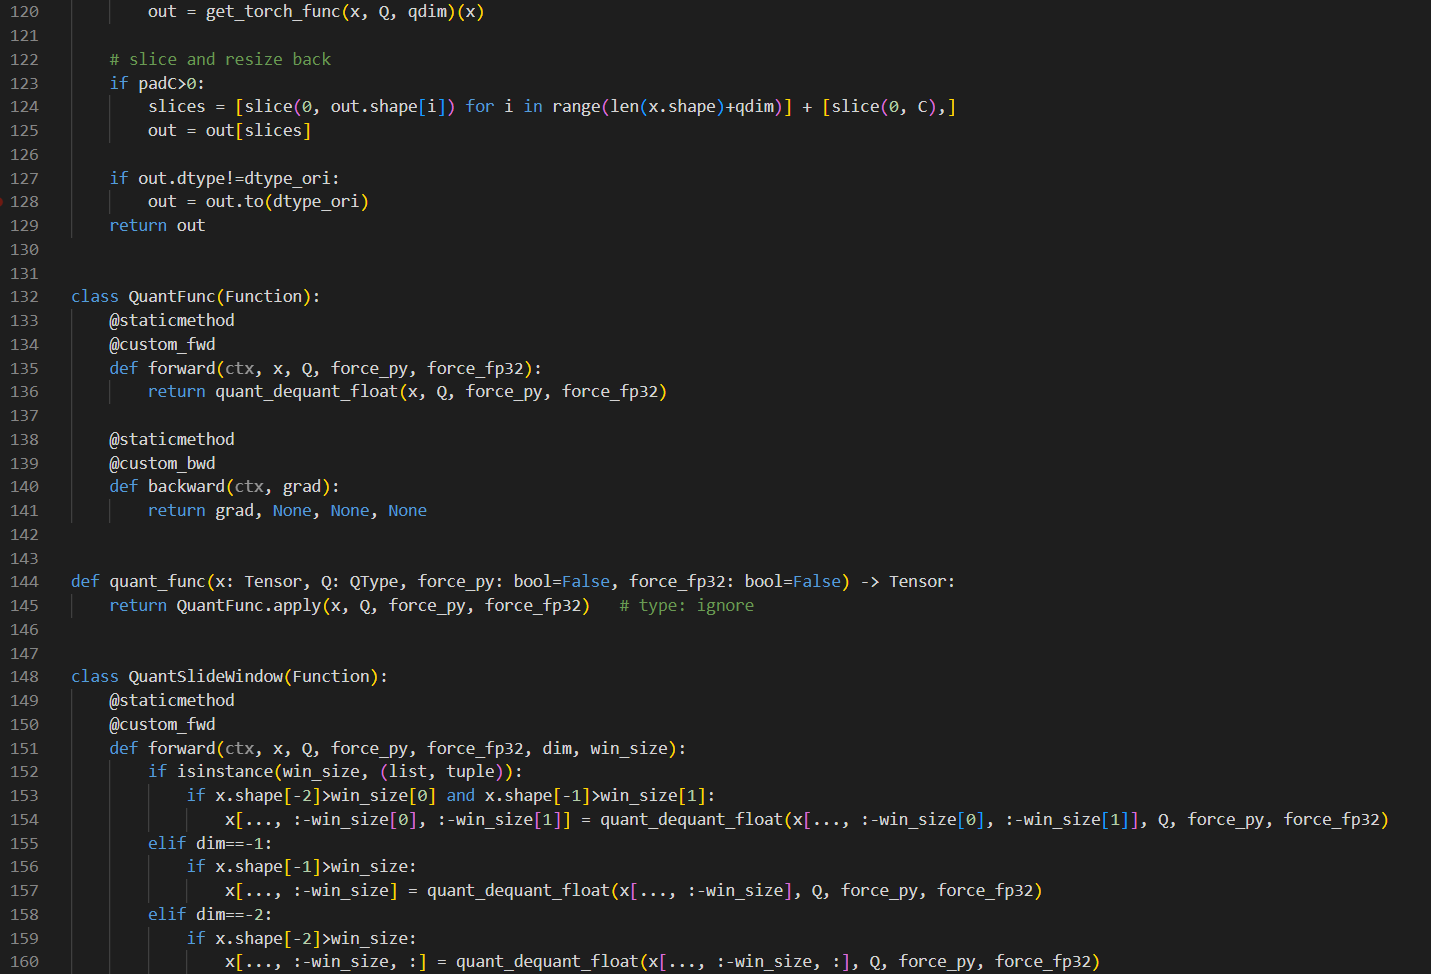 120 out = get_torch_func(x, Q, qdim)(x)
121
122 # slice and resize back
123 if padC>0:
124 slices = [slice(0, out.shape[i]) for i in range(len(x.shape)+qdim)] + [slice(0, C),]
125 out = out[slices]
126
127 if out.dtype!=dtype_ori:
128 out = out.to(dtype_ori)
129 return out
130
131
132 class QuantFunc(Function):
133 @staticmethod
134 @custom_fwd
135 def forward(ctx, x, Q, force_py, force_fp32):
136 return quant_dequant_float(x, Q, force_py, force_fp32)
137
138 @staticmethod
139 @custom_bwd
140 def backward(ctx, grad):
141 return grad, None, None, None
142
143
144 def quant_func(x: Tensor, Q: QType, force_py: bool=False, force_fp32: bool=False) -> Tensor:
145 return QuantFunc.apply(x, Q, force_py, force_fp32) # type: ignore
146
147
148 class QuantSlideWindow(Function):
149 @staticmethod
150 @custom_fwd
151 def forward(ctx, x, Q, force_py, force_fp32, dim, win_size):
152 if isinstance(win_size, (list, tuple)):
153 if x.shape[-2]>win_size[0] and x.shape[-1]>win_size[1]:
154 x[..., :-win_size[0], :-win_size[1]] = quant_dequant_float(x[..., :-win_size[0], :-win_size[1]], Q, force_py, force_fp32)
155 elif dim==-1:
156 if x.shape[-1]>win_size:
157 x[..., :-win_size] = quant_dequant_float(x[..., :-win_size], Q, force_py, force_fp32)
158 elif dim==-2:
159 if x.shape[-2]>win_size:
160 x[..., :-win_size, :] = quant_dequant_float(x[..., :-win_size, :], Q, force_py, force_fp32)